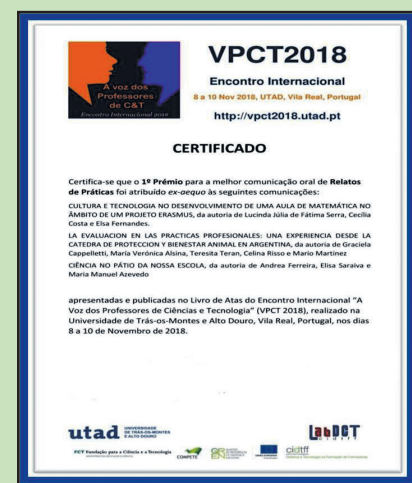 A voz dos
Professores
de C&T
Encontro Internacional 2018
VPCT2018
Encontro Internacional
8 a 10 Nov 2018, UTAD, Vila Real, Portugal
http://vpct2018.utad.pt
CERTIFICADO
Certifica-se que o 1º Prémio para a melhor comunicação oral de Relatos
de Práticas foi atribuído ex-aequo às seguintes comunicações:
CULTURA E TECNOLOGIA NO DESENVOLVIMENTO DE UMA AULA DE MATEMÁTICA NO
ÂMBITO DE UM PROJETO ERASMUS, da autoria de Lucinda Júlia de Fátima Serra, Cecília
Costa e Elsa Fernandes.
LA EVALUACION EN LAS PRACTICAS PROFESIONALES: UNA EXPERIENCIA DESDE LA
CATEDRA DE PROTECCION Y BIENESTAR ANIMAL EN ARGENTINA, da autoria de Graciela
Cappelletti, María Verónica Alsina, Teresita Teran, Celina Risso e Mario Martinez
CIÊNCIA NO PÁTIO DA NOSSA ESCOLA, da autoria de Andrea Ferreira, Elisa Saraiva e
Maria Manuel Azevedo
apresentadas e publicadas no Livro de Atas do Encontro Internacional "A
Voz dos Professores de Ciências e Tecnologia" (VPCT 2018), realizado na
Universidade de Trás-os-Montes e Alto Douro, Vila Real, Portugal, nos dias
8 a 10 de Novembro de 2018.
utad UNIVERSIDADE
DE TRÁS-OS-MONTES
E ALTO DOURO
LabDCT
FCT Fundação para a Ciência e a Tecnologia
COMPETE
cidtff